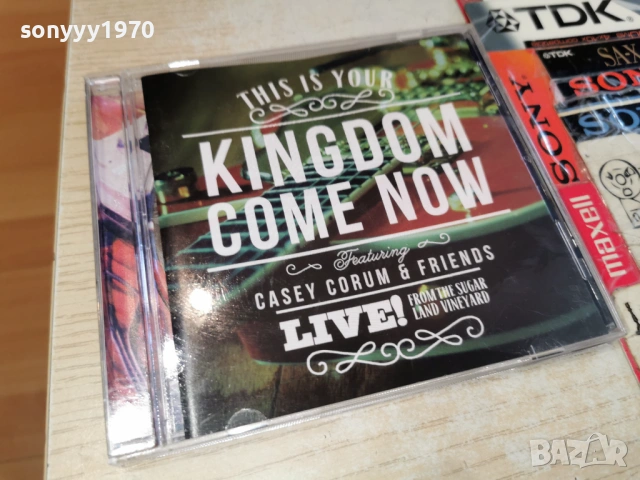 sonyyy1970
THIS IS YOUR
KINGDOM
COME NOW
Featuring
CASEY CORUM & FRIENDS
LIVE! FROM THE SUGAR
LAND VINEYARD
TDK
TDK
SONY
maxell
BAZAR